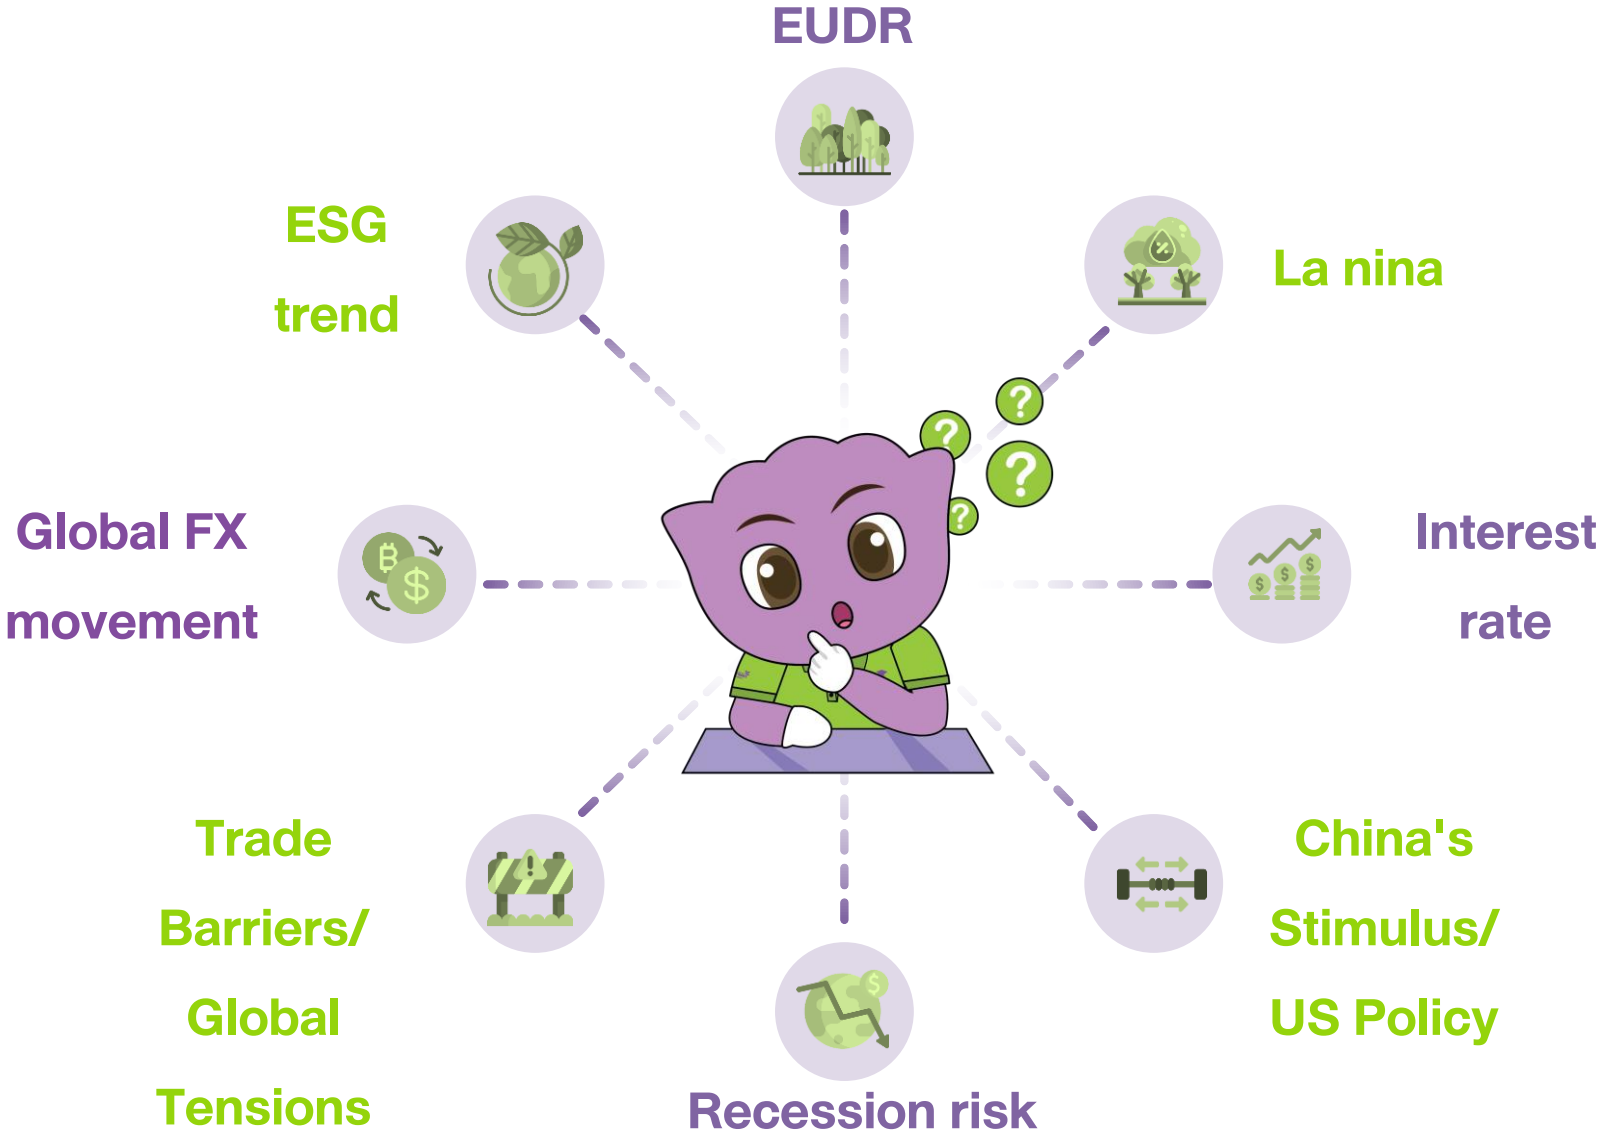 EUDR
ESG
trend
La nina
Global FX
movement
Interest
rate
Trade
Barriers/
Global
Tensions
China's
Stimulus/
US Policy
Recession risk